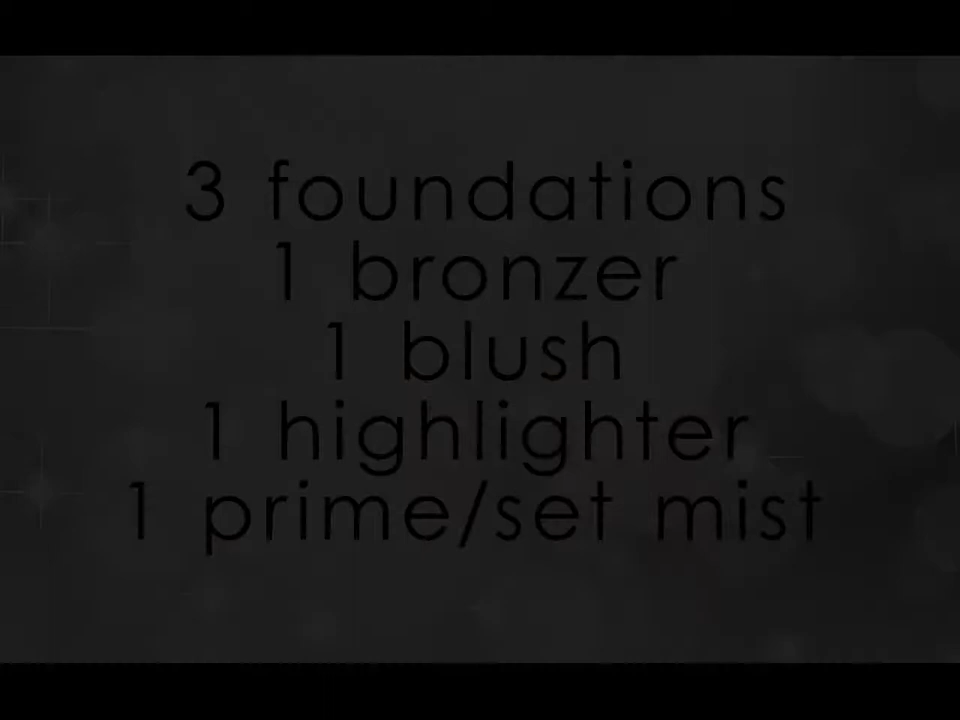 3 foundations
1 bronzer
1 blush
1 highlighter
1 prime/set mist